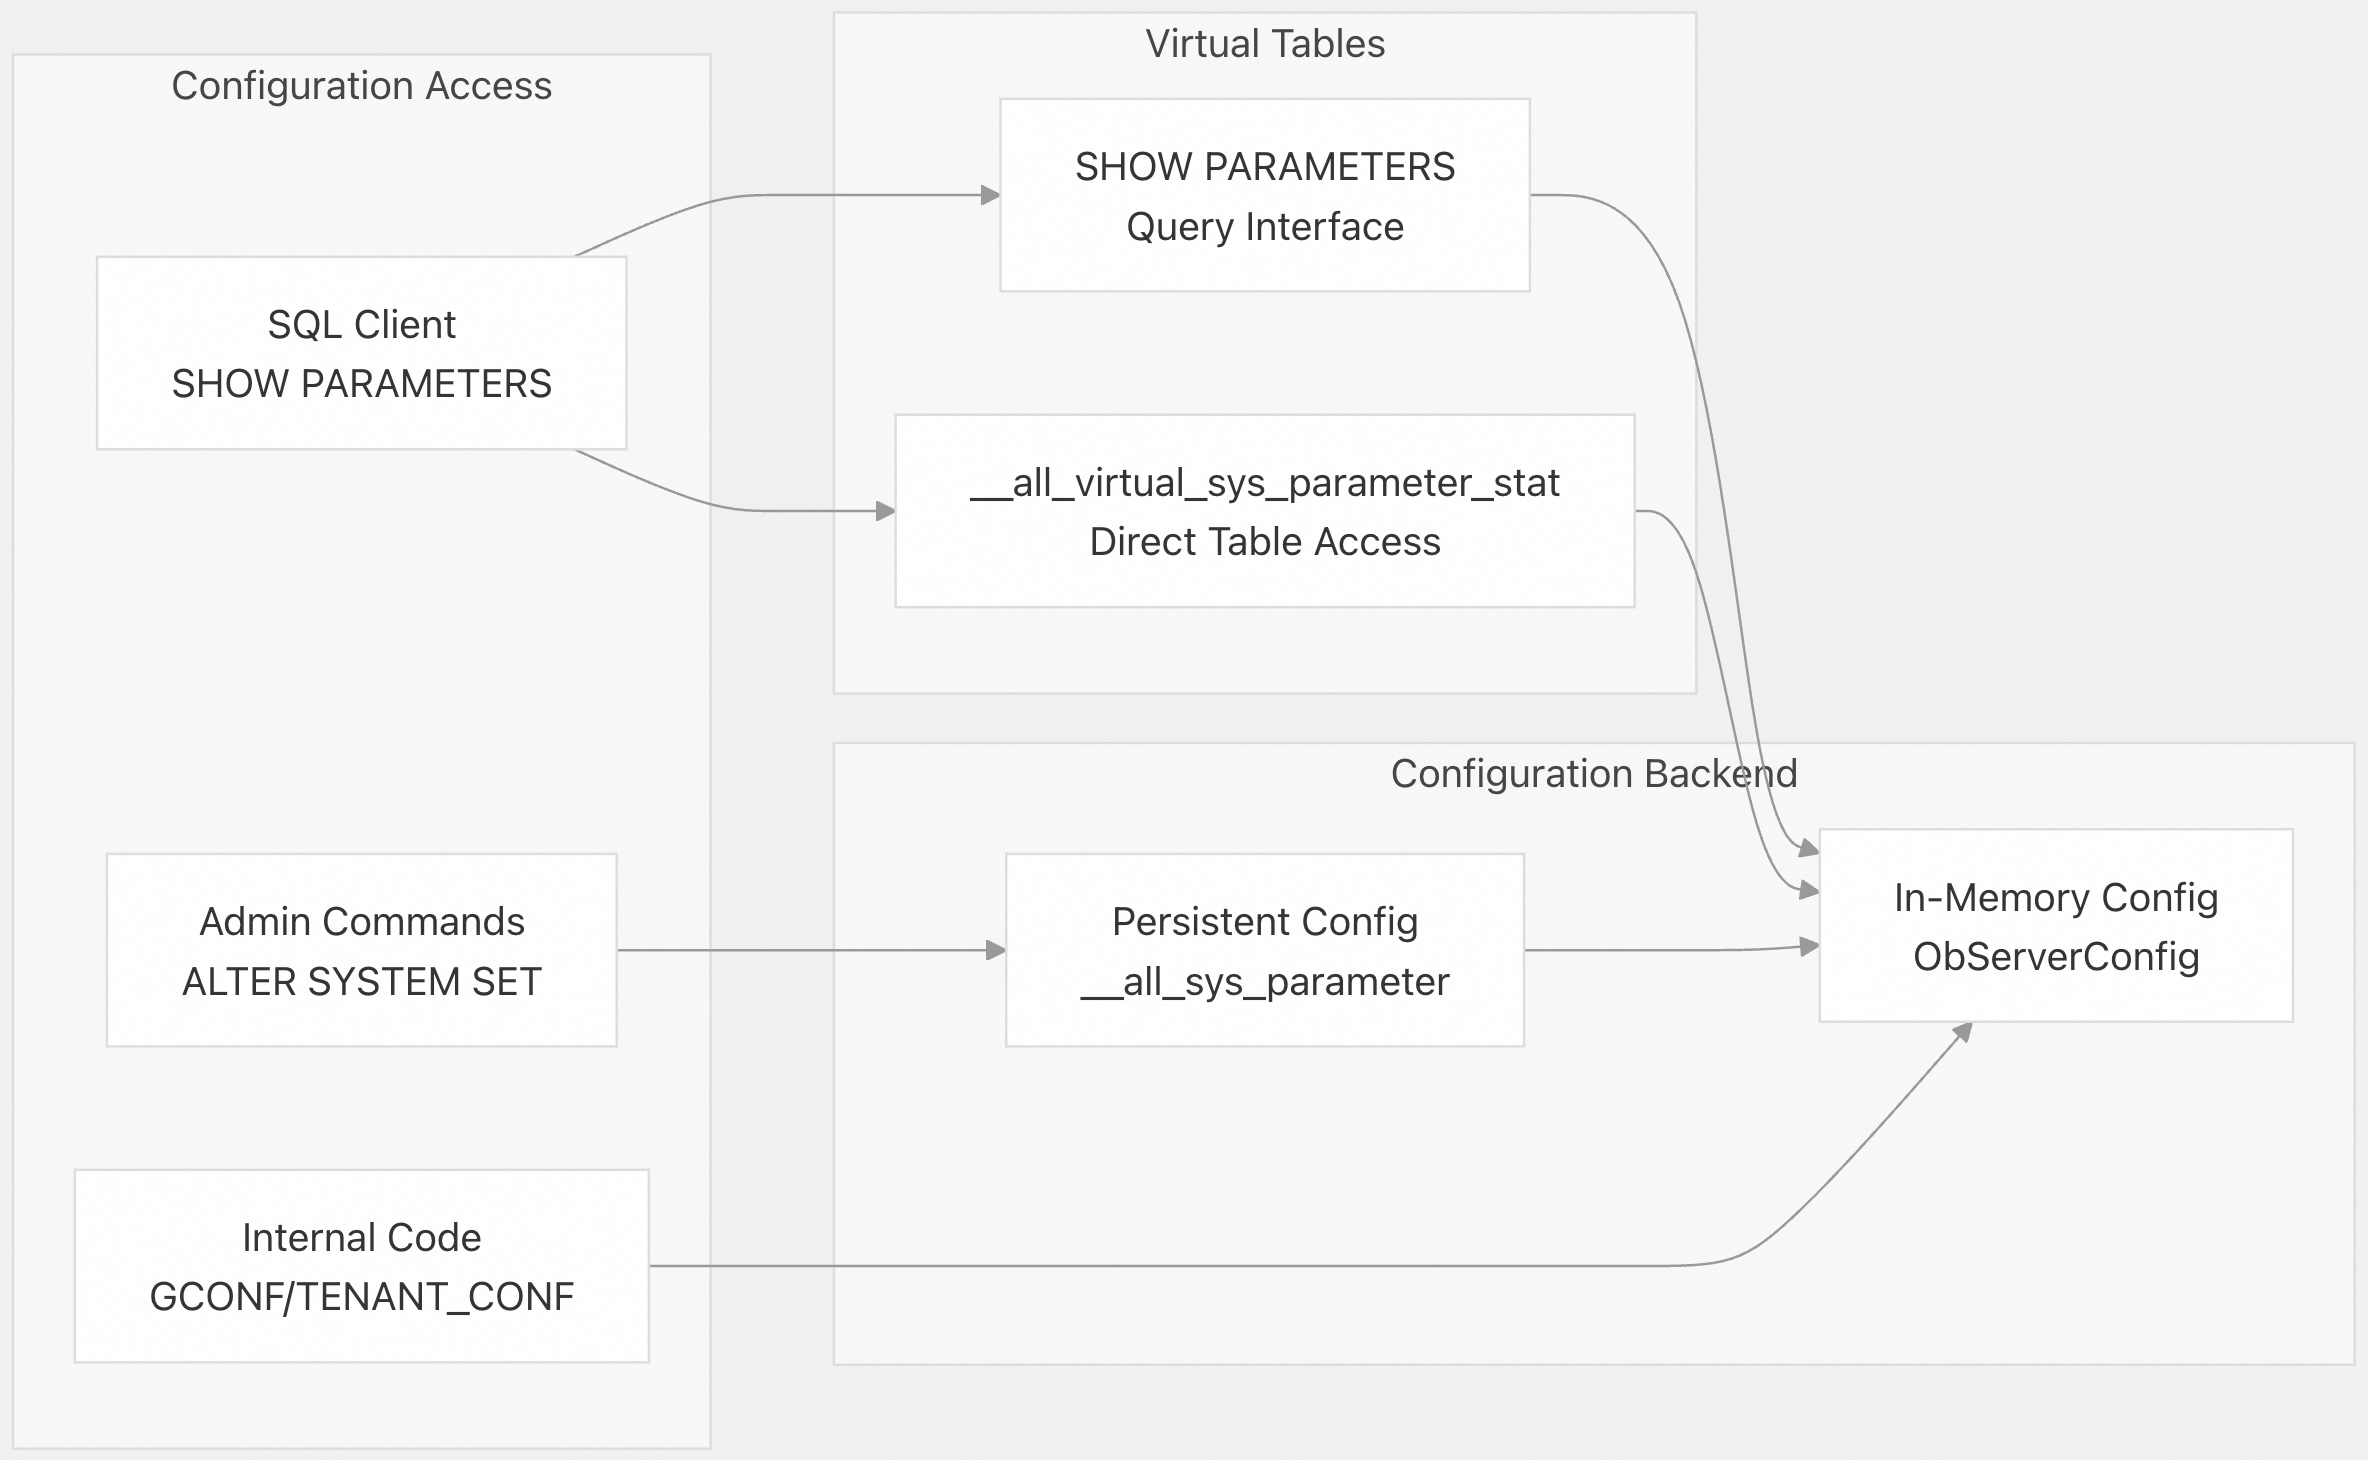 Configuration Access
SQL Client
SHOW PARAMETERS
Admin Commands
ALTER SYSTEM SET
Internal Code
GCONF/TENANT_CONF
Virtual Tables
SHOW PARAMETERS
Query Interface
__all_virtual_sys_parameter_stat
Direct Table Access
Configuration Backend
Persistent Config
__all_sys_parameter
In-Memory Config
ObServerConfig